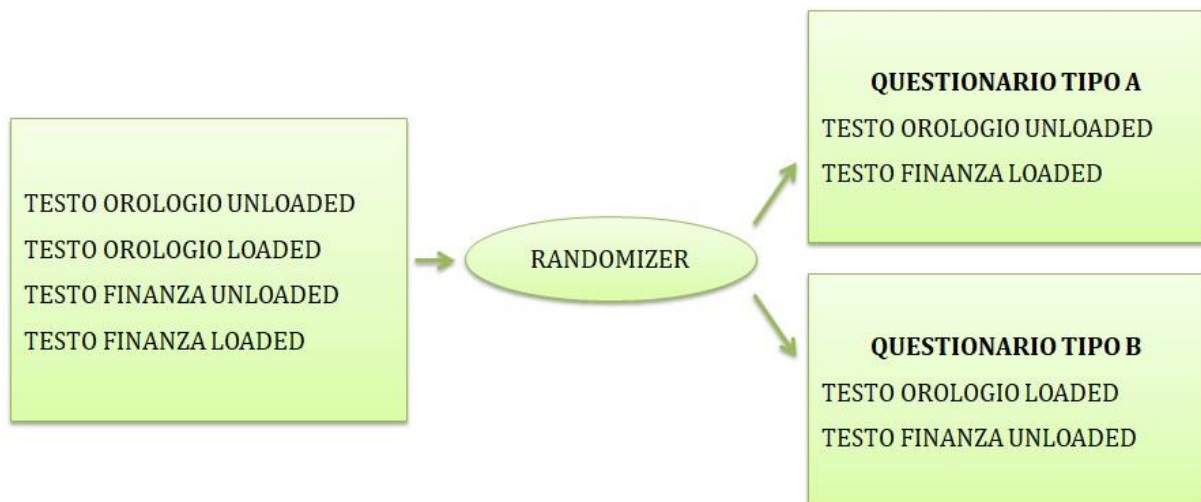 TESTO OROLOGIO UNLOADED
TESTO OROLOGIO LOADED
TESTO FINANZA UNLOADED
TESTO FINANZA LOADED
RANDOMIZER
QUESTIONARIO TIPO A
TESTO OROLOGIO UNLOADED
TESTO FINANZA LOADED
QUESTIONARIO TIPO B
TESTO OROLOGIO LOADED
TESTO FINANZA UNLOADED